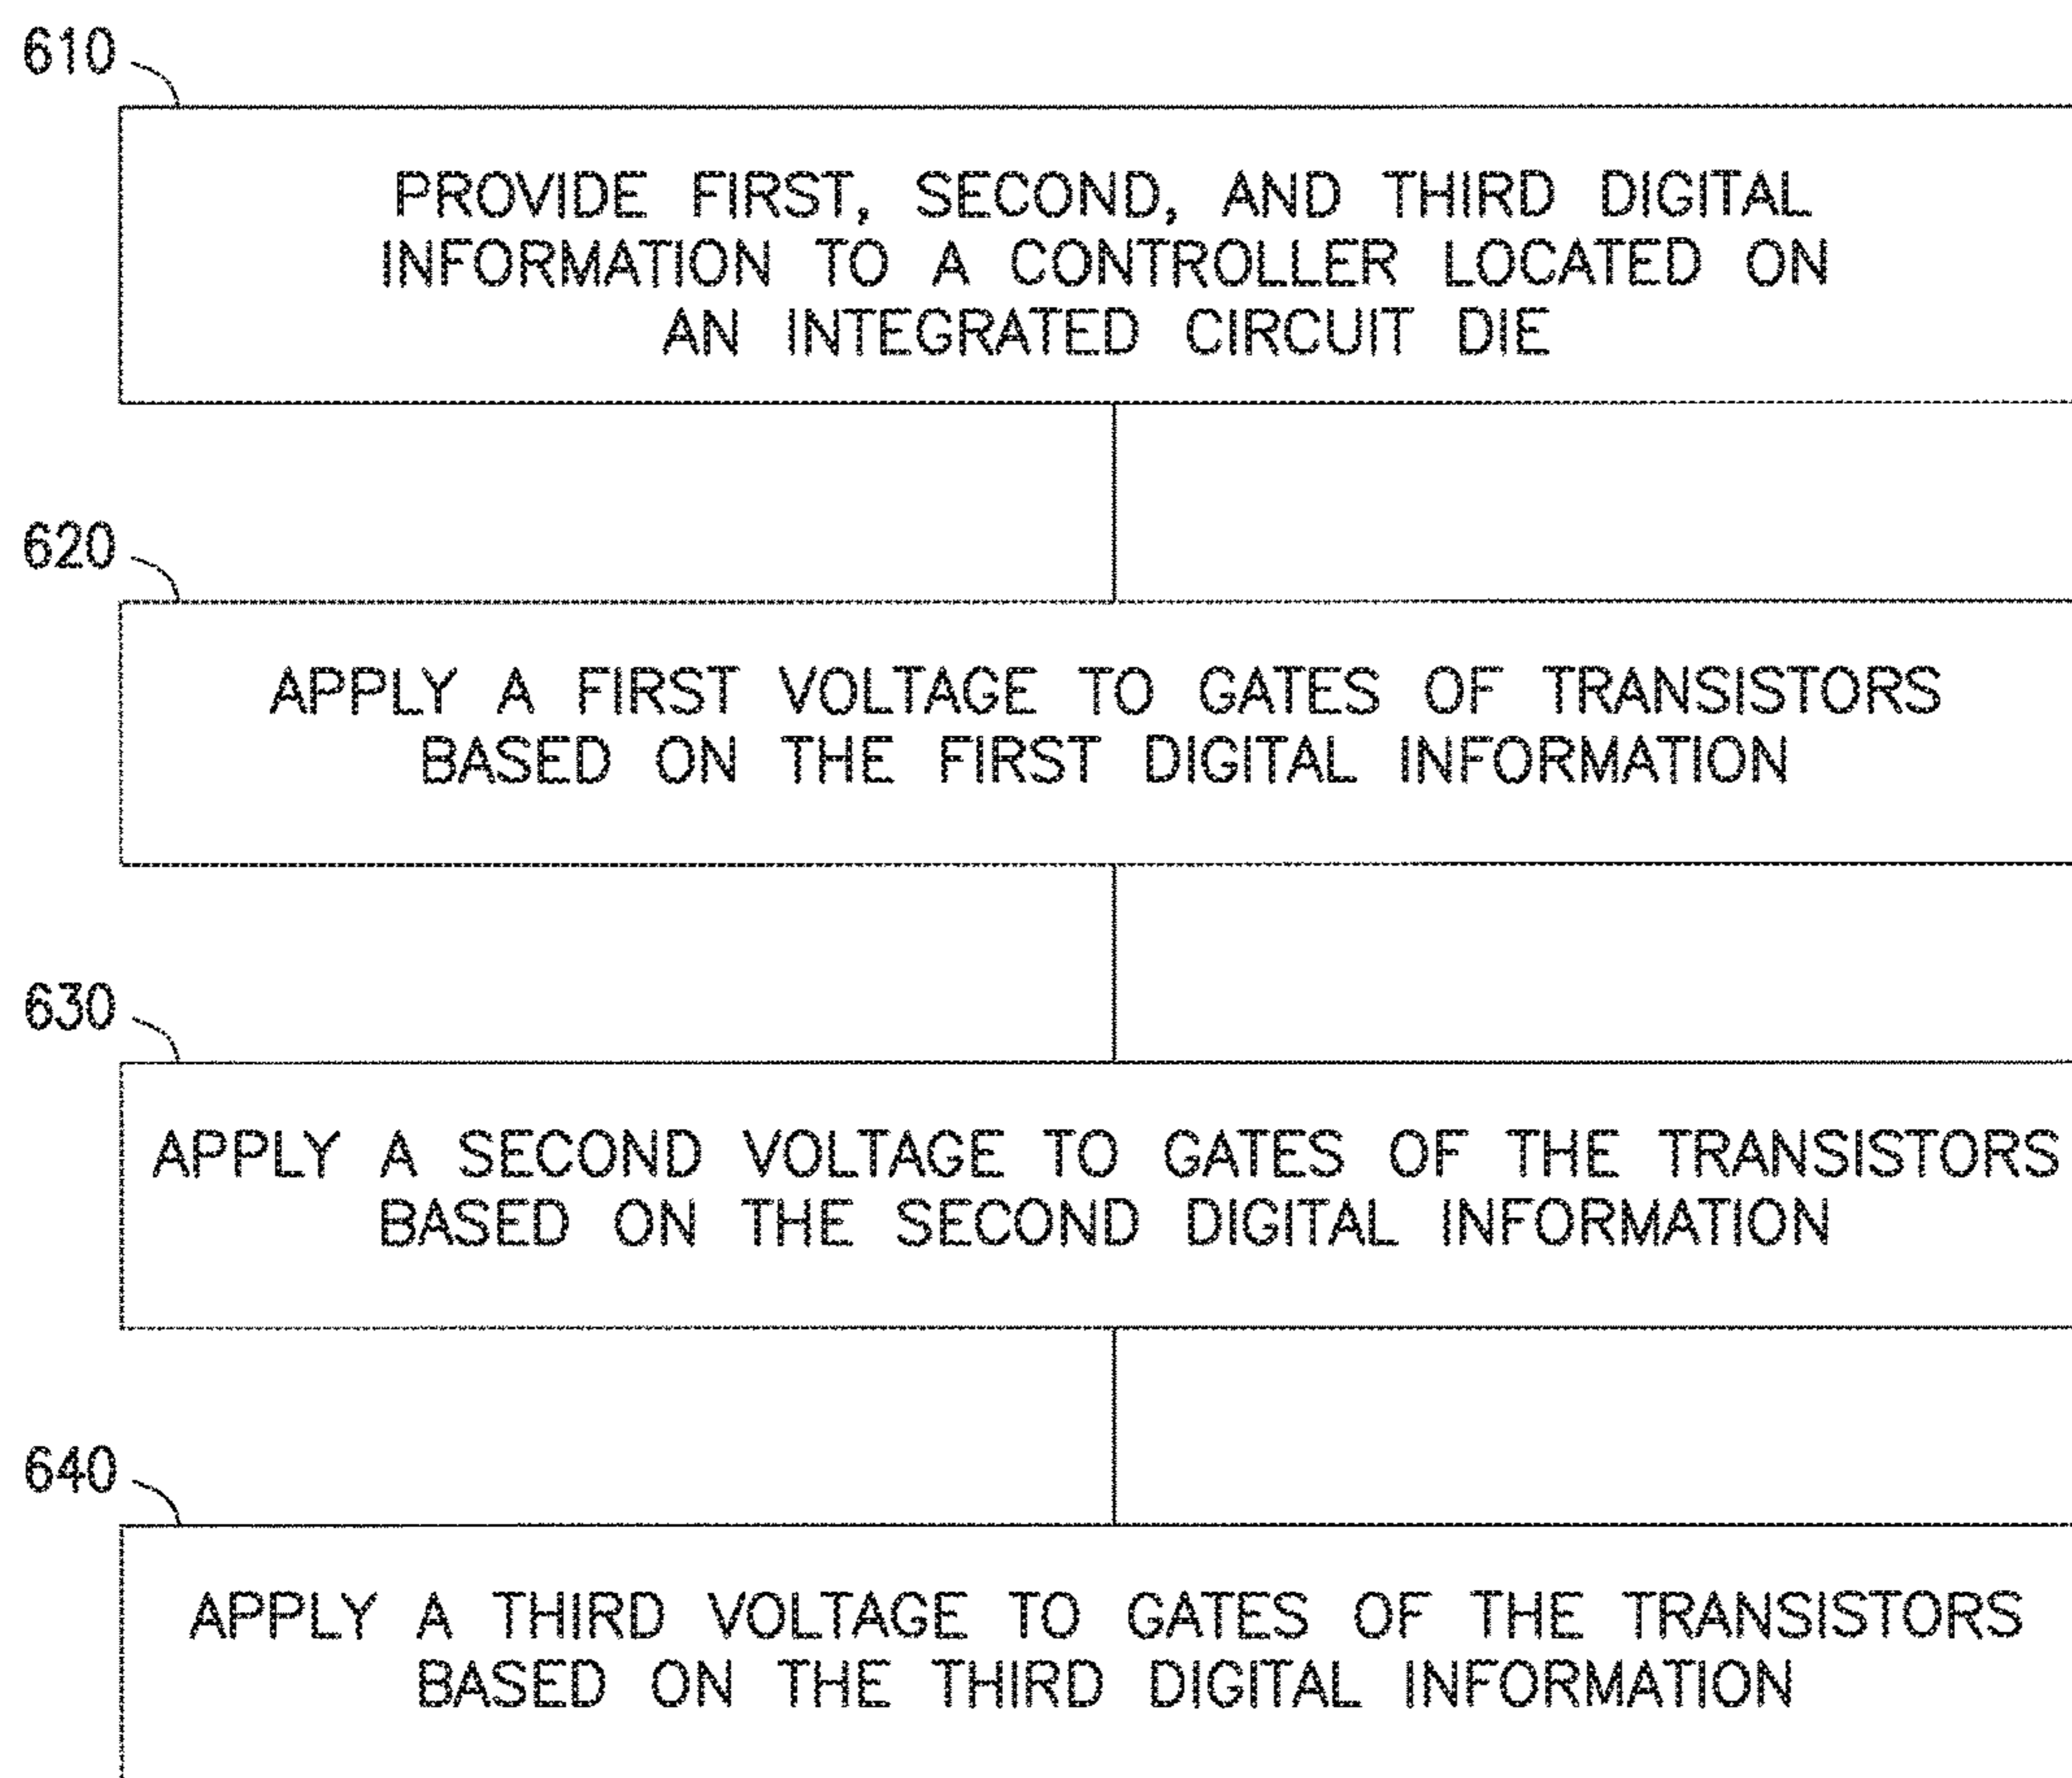 610
PROVIDE FIRST, SECOND, AND THIRD DIGITAL
INFORMATION TO A CONTROLLER LOCATED ON
AN INTEGRATED CIRCUIT DIE
620
APPLY A FIRST VOLTAGE TO GATES OF TRANSISTORS
BASED ON THE FIRST DIGITAL INFORMATION
630
APPLY A SECOND VOLTAGE TO GATES OF THE TRANSISTORS
BASED ON THE SECOND DIGITAL INFORMATION
640
APPLY A THIRD VOLTAGE TO GATES OF THE TRANSISTORS
BASED ON THE THIRD DIGITAL INFORMATION